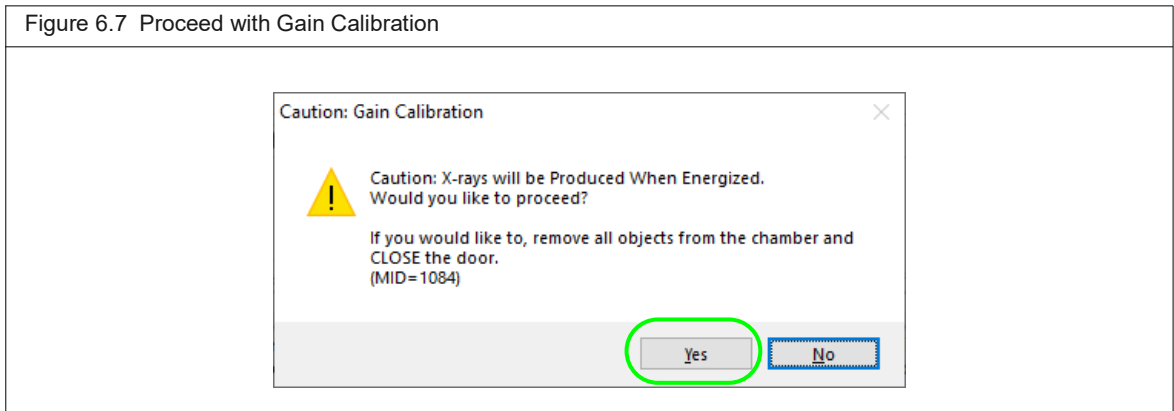 Figure 6.7 Proceed with Gain Calibration
Caution: Gain Calibration
Caution: X-rays will be Produced When Energized.
Would you like to proceed?
If you would like to, remove all objects from the chamber and
CLOSE the door.
(MID=1084)
Yes No